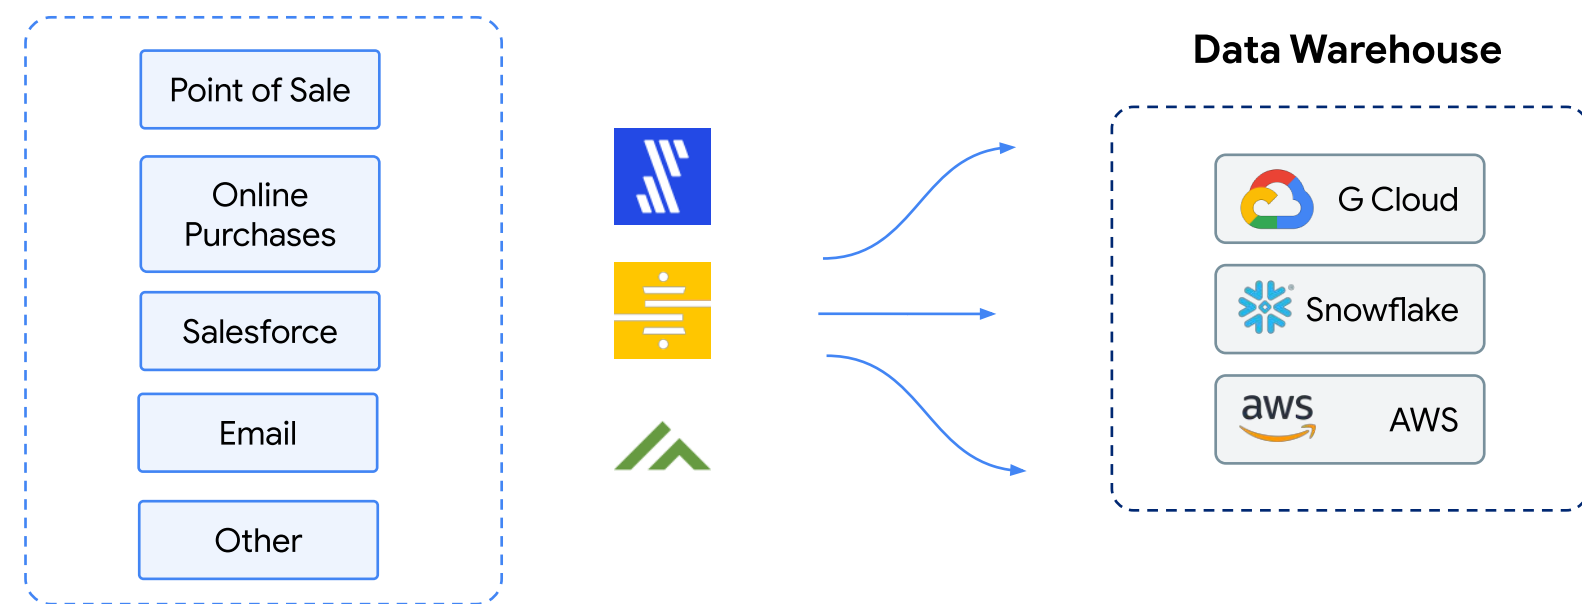 Point of Sale
Online
Purchases
Salesforce
Email
Other
Data Warehouse
G Cloud
Snowflake
aws AWS